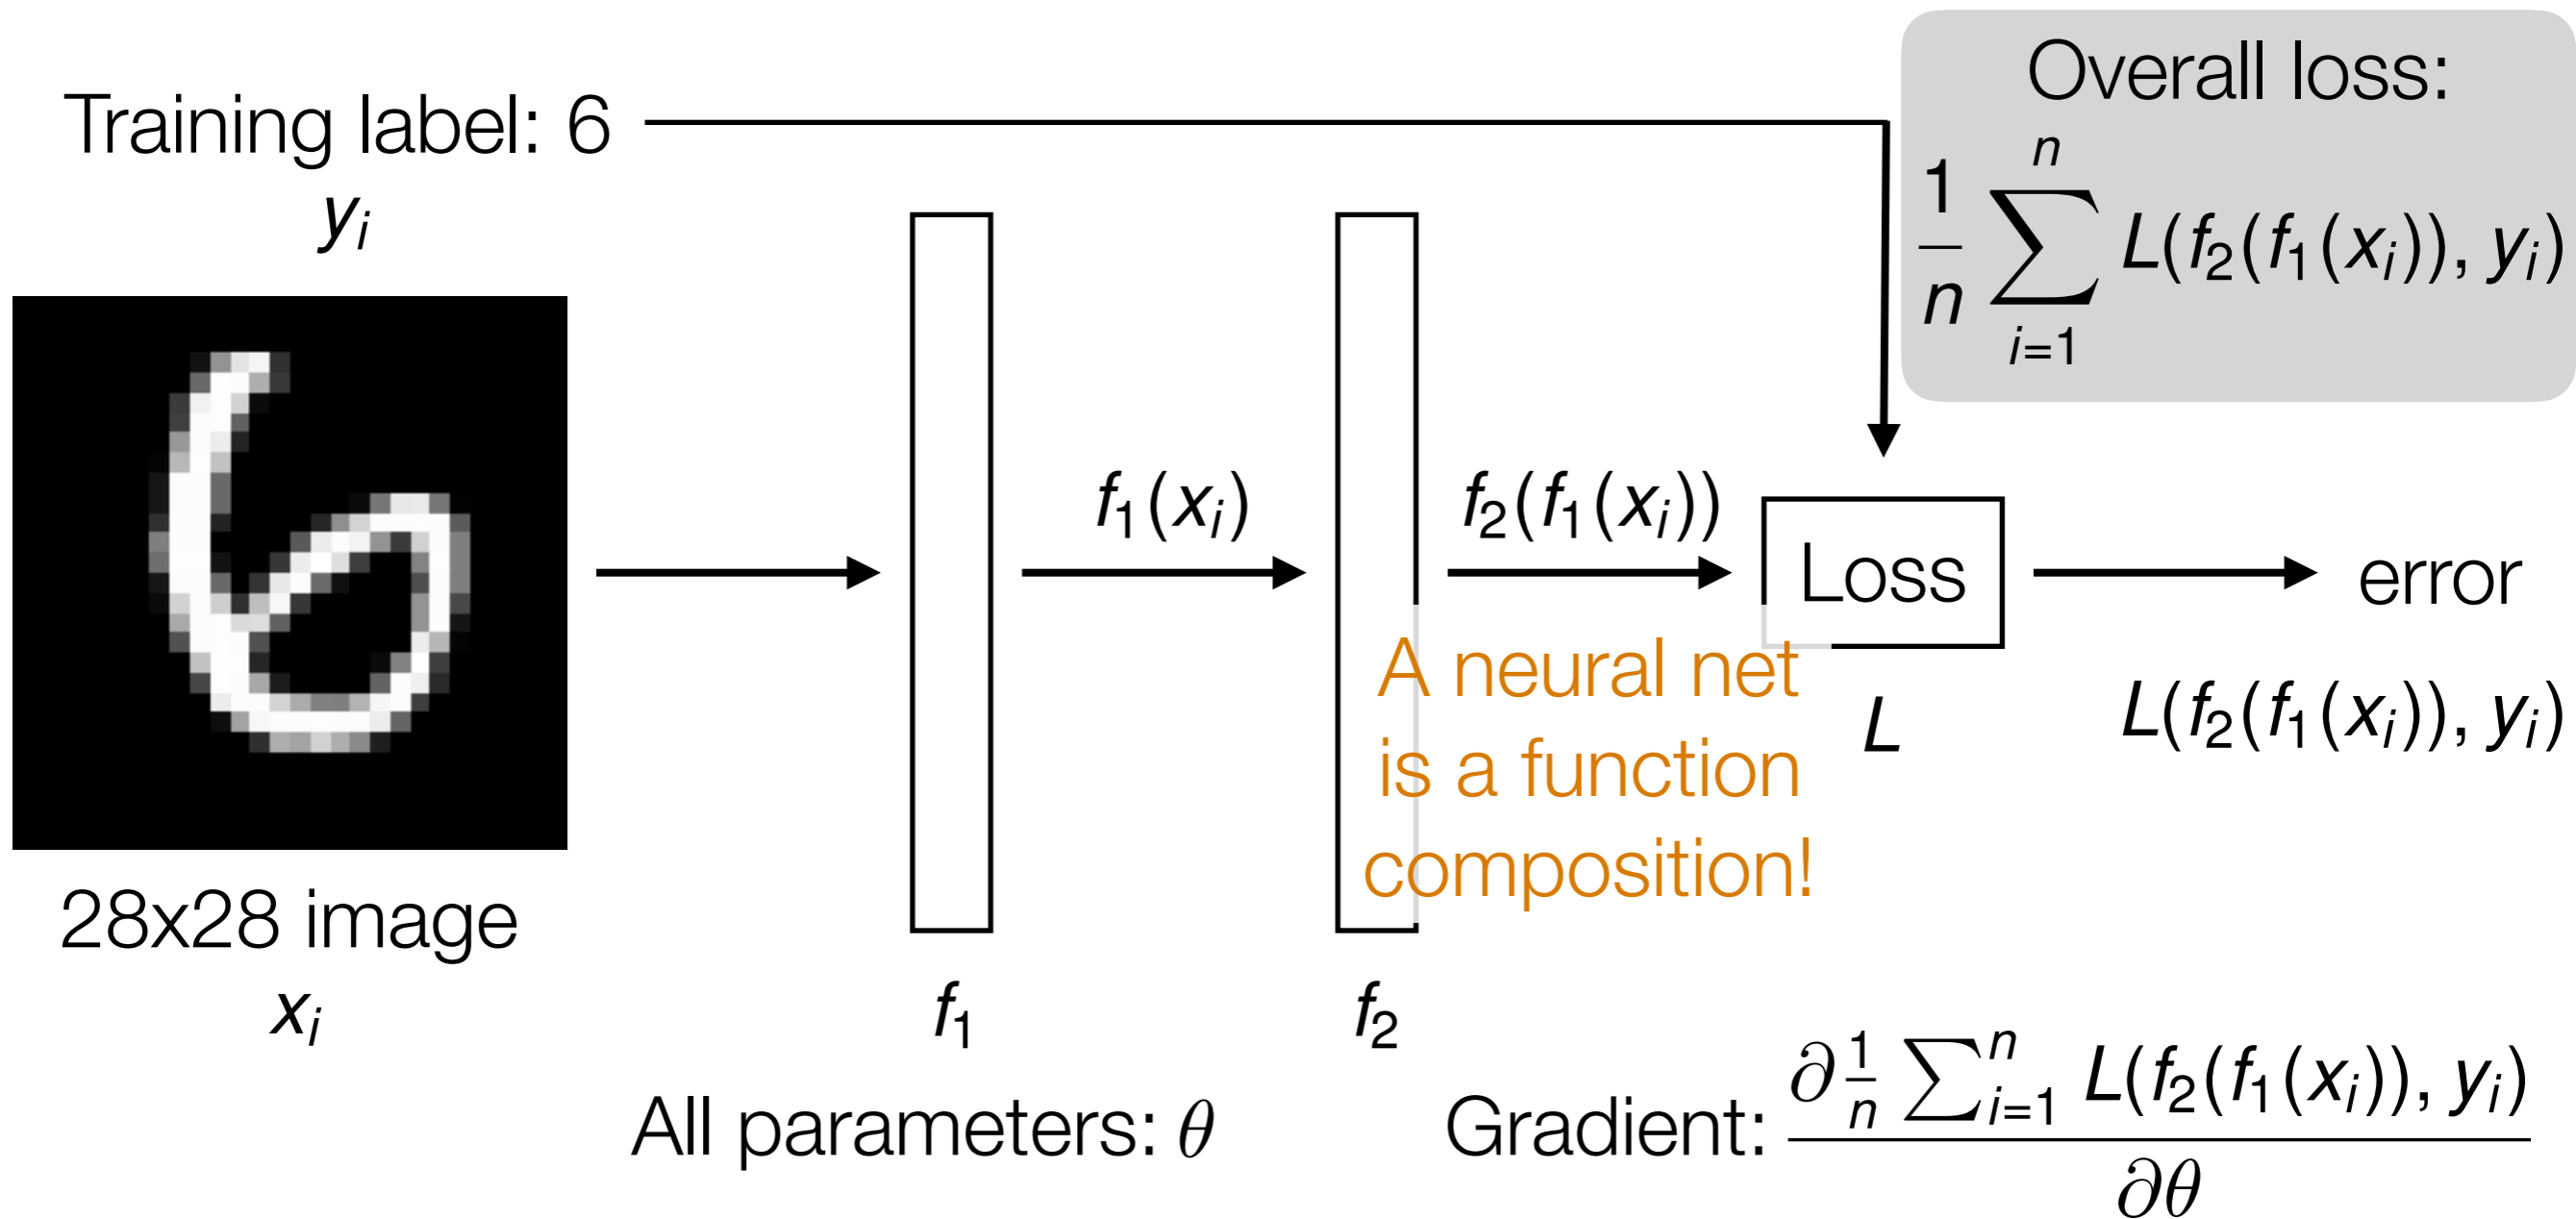 Training label: 6
yᵢ
Overall loss:
1/n ∑ᵢ₌₁ⁿ L(f₂(f₁(xᵢ)), yᵢ)
f₁(xᵢ)
f₂(f₁(xᵢ))
Loss
error
A neural net
is a function
composition!
L
L(f₂(f₁(xᵢ)), yᵢ)
28x28 image
xᵢ
f₁
f₂
All parameters: θ
Gradient: ∂ 1/n ∑ᵢ₌₁ⁿ L(f₂(f₁(xᵢ)), yᵢ) / ∂θ